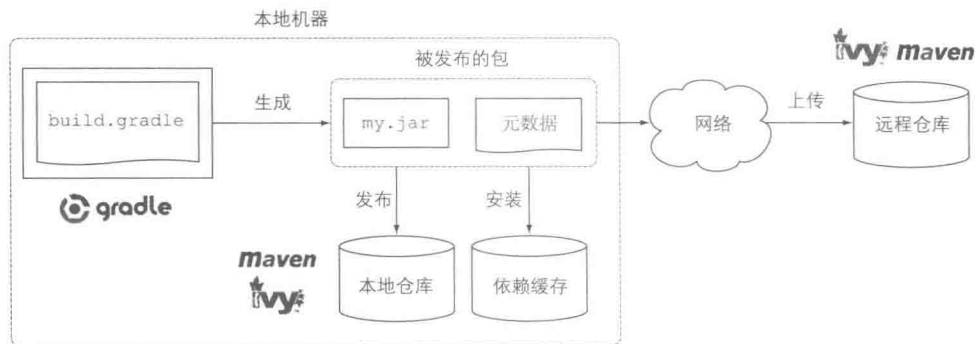 本地机器
被发布的包
ivy maven
build.gradle
生成
my.jar
元数据
网络
上传
远程仓库
gradle
发布
安装
maven
ivy
本地仓库
依赖缓存